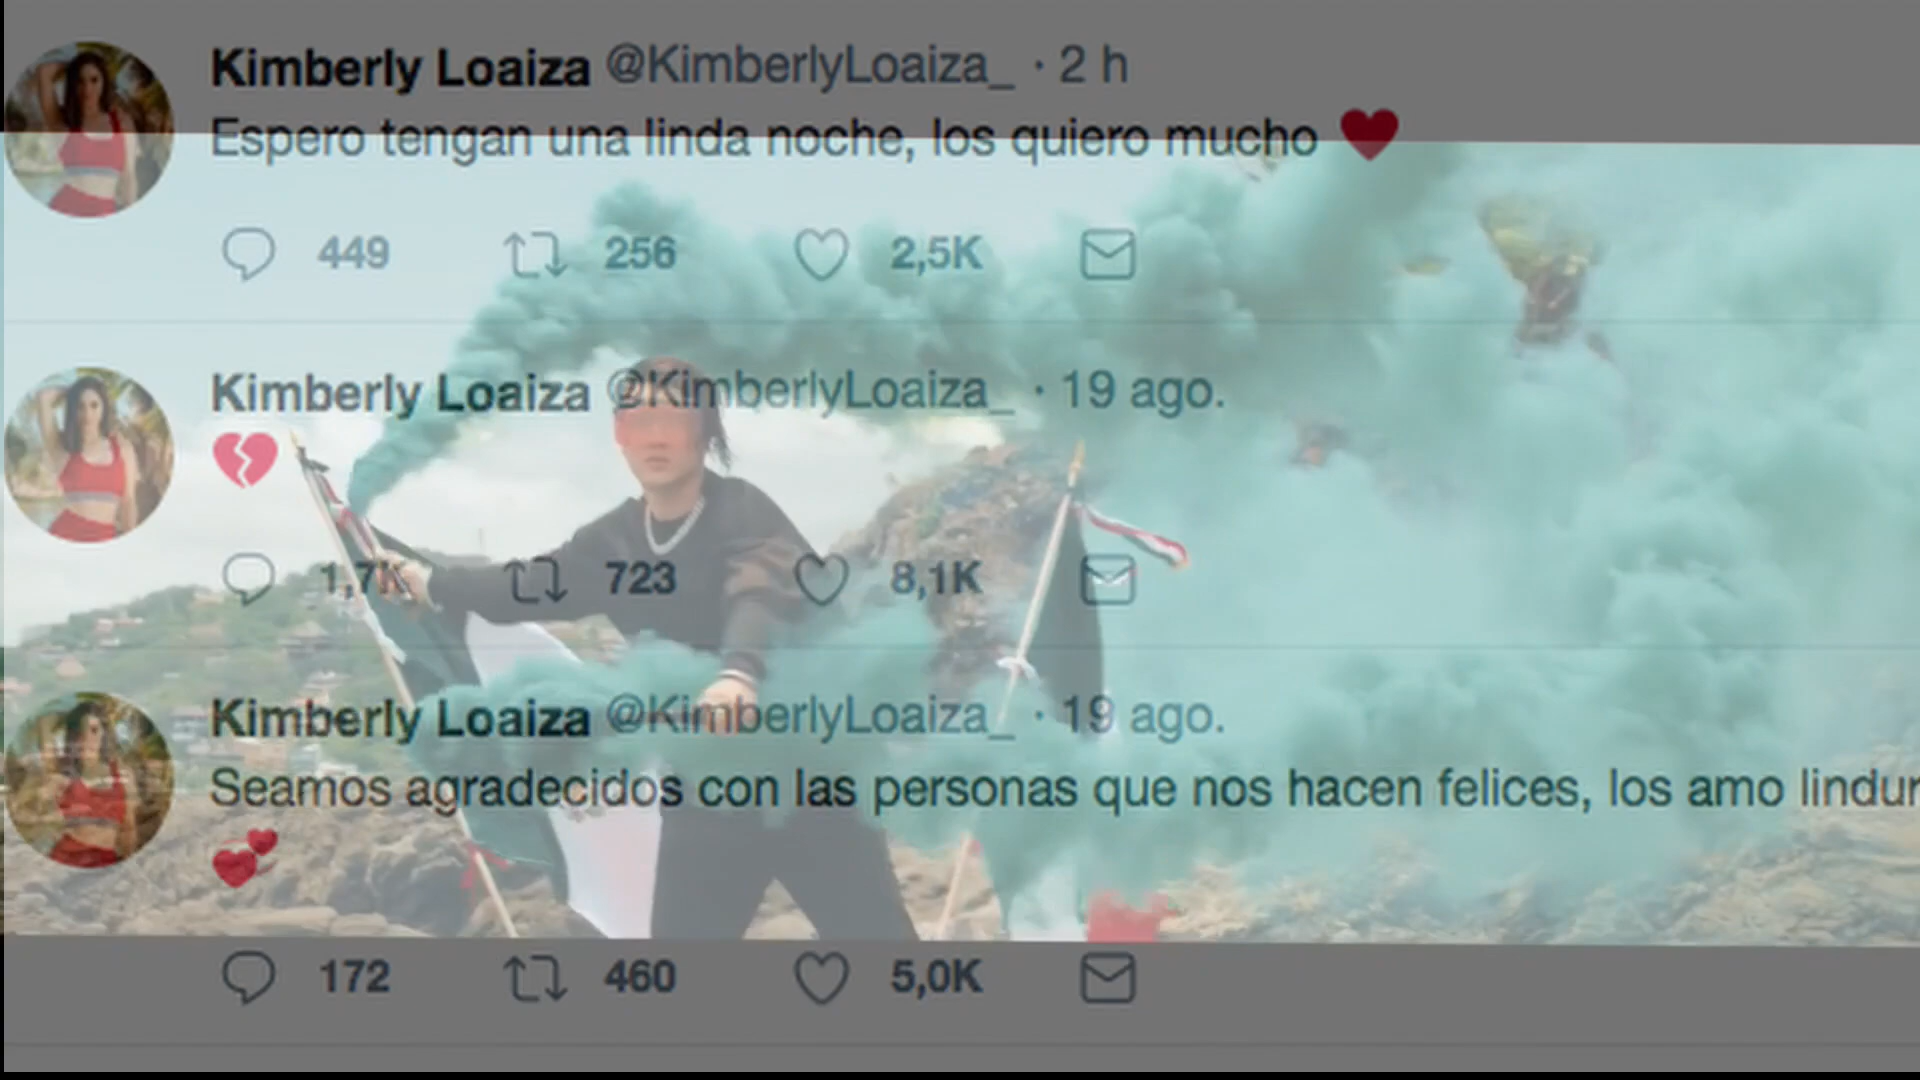 Kimberly Loaiza @KimberlyLoaiza_ · 2 h
Espero tengan una linda noche, los quiero mucho ❤️
449 256 2,5K
Kimberly Loaiza @KimberlyLoaiza_ · 19 ago.
💔
1,7K 723 8,1K
Kimberly Loaiza @KimberlyLoaiza_ · 19 ago.
Seamos agradecidos con las personas que nos hacen felices, los amo
💕
172 460 5,0K